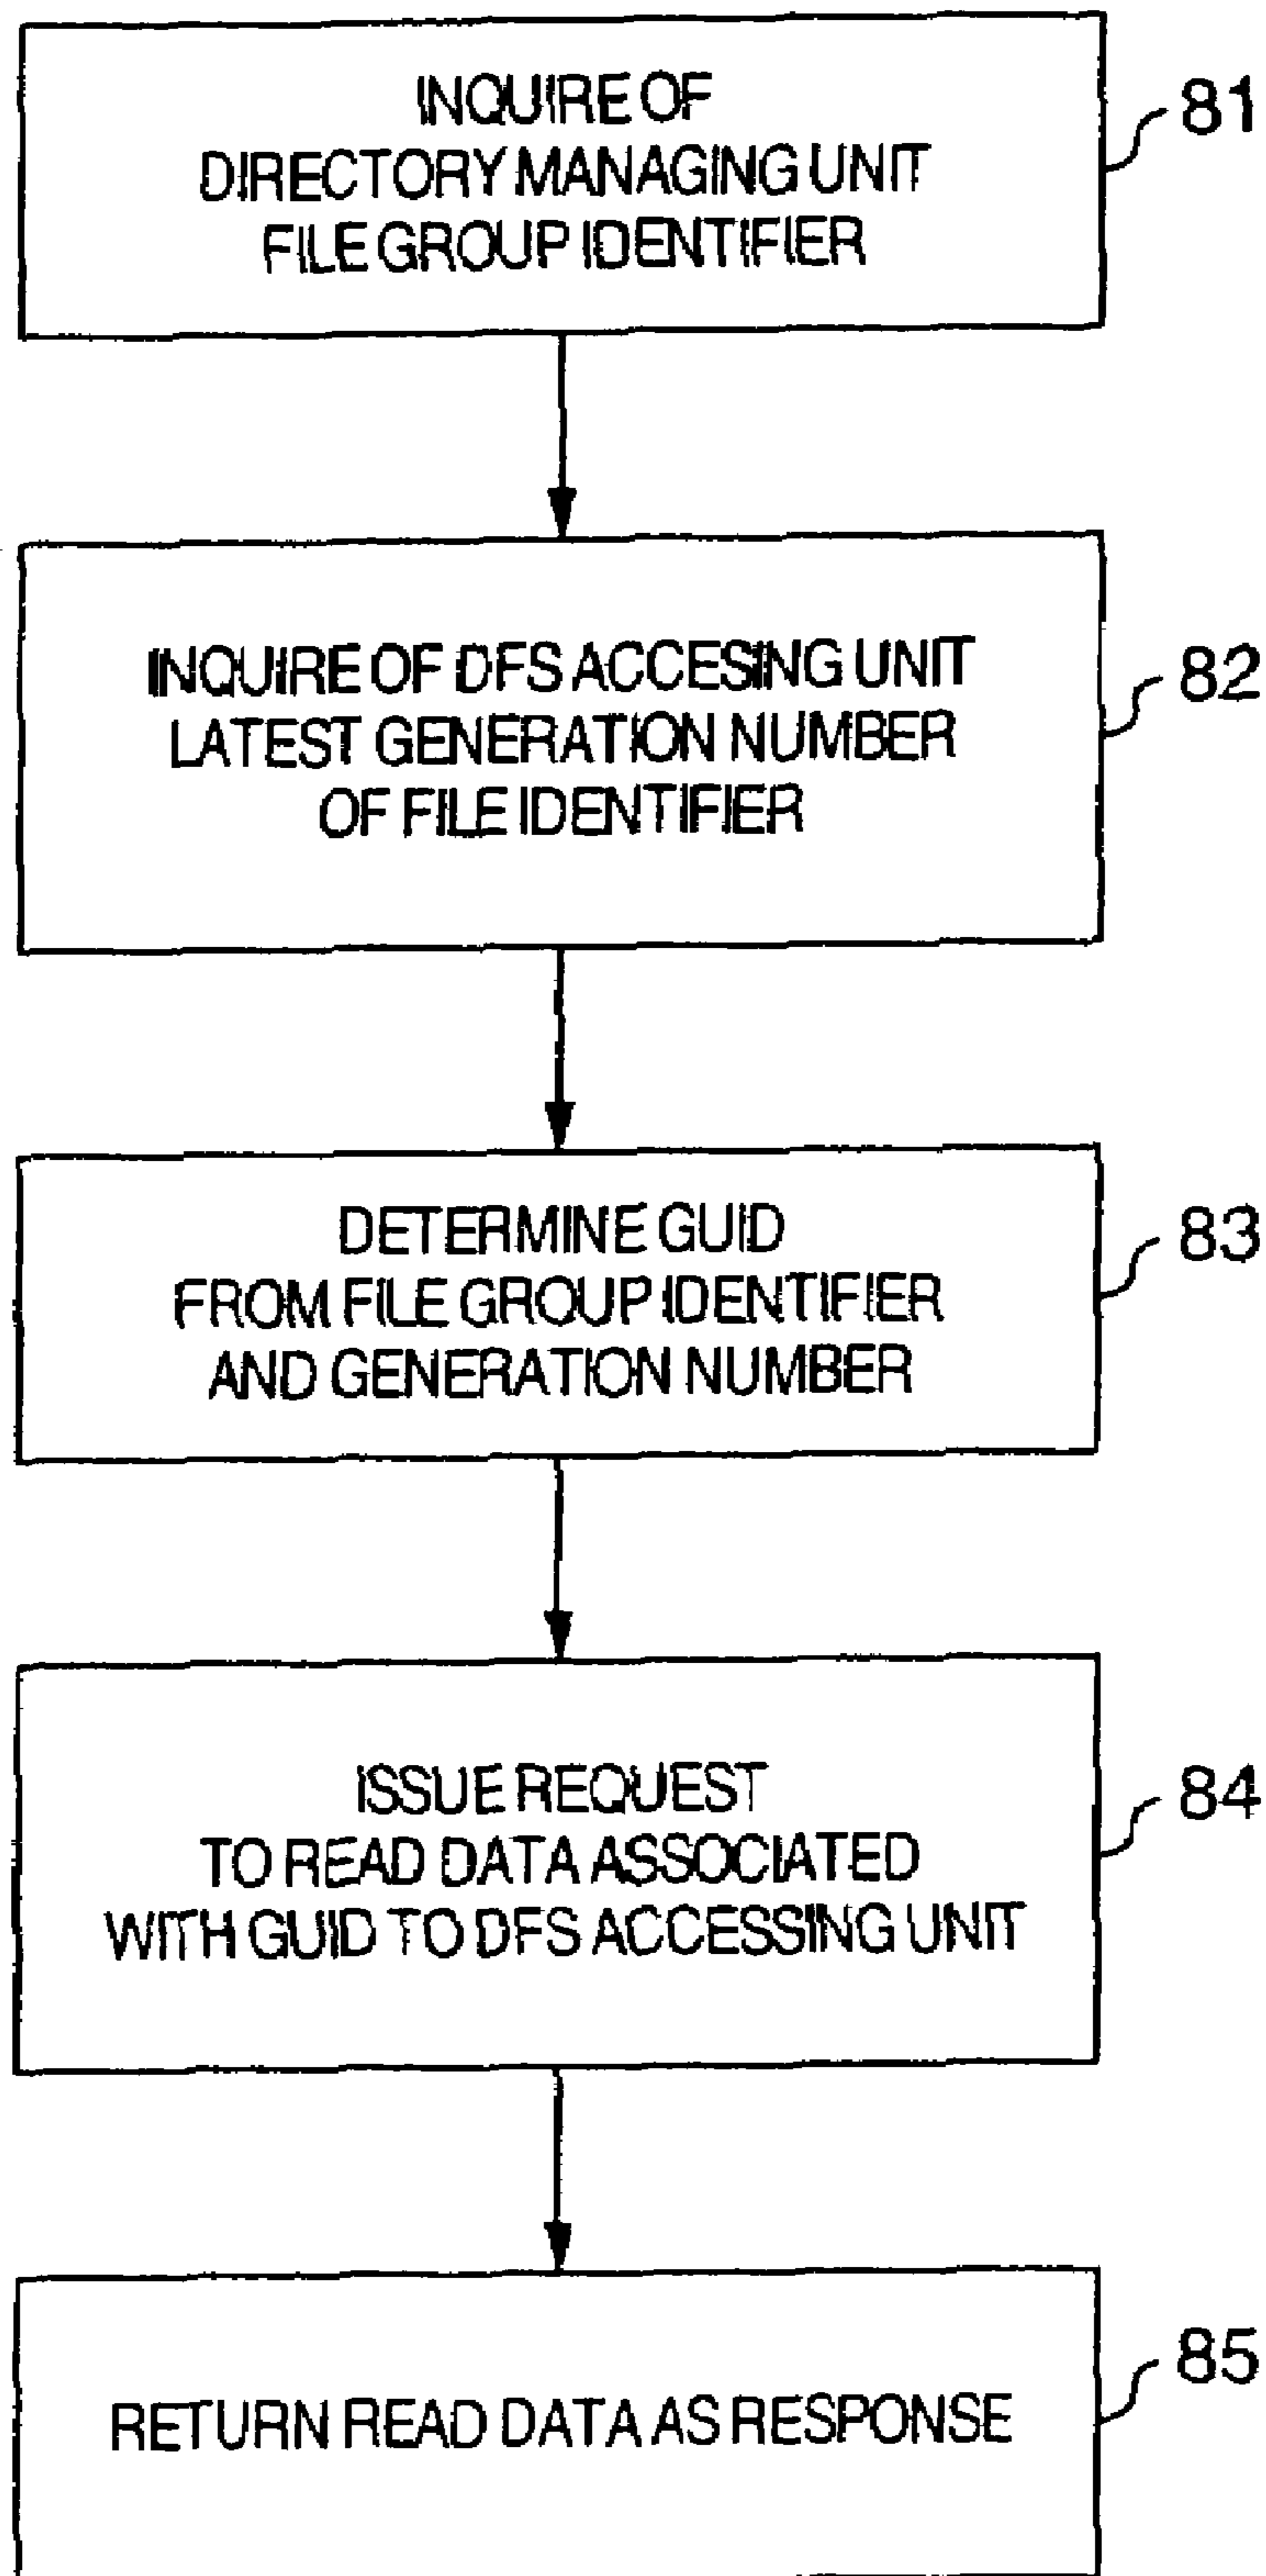 INQUIRE OF
DIRECTORY MANAGING UNIT
FILE GROUP IDENTIFIER
81
INQUIRE OF DFS ACCESING UNIT
LATEST GENERATION NUMBER
OF FILE IDENTIFIER
82
DETERMINE GUID
FROM FILE GROUP IDENTIFIER
AND GENERATION NUMBER
83
ISSUE REQUEST
TO READ DATA ASSOCIATED
WITH GUID TO DFS ACCESSING UNIT
84
RETURN READ DATA AS RESPONSE
85